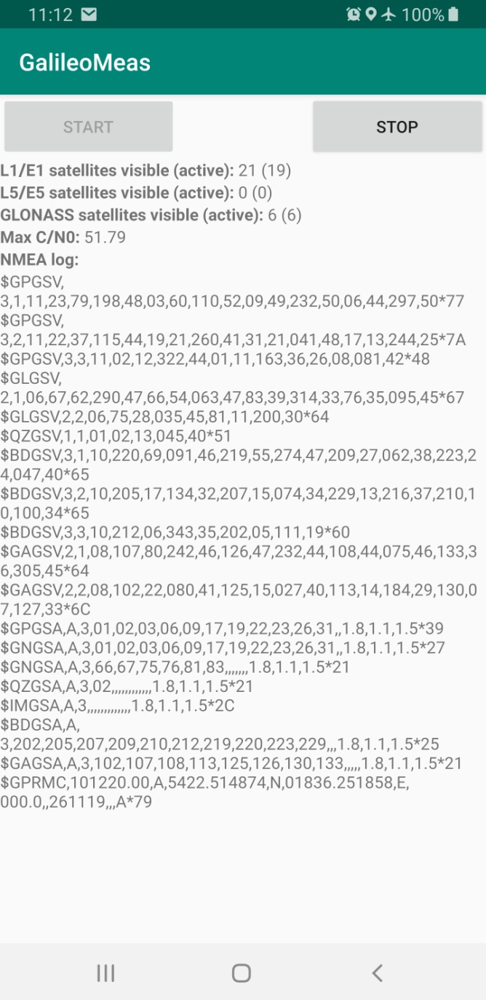 11:12
100%
GalileoMeas
START
STOP
L1/E1 satellites visible (active): 21 (19)
L5/E5 satellites visible (active): 0 (0)
GLONASS satellites visible (active): 6 (6)
Max C/N0: 51.79
NMEA log:
$GPGSV,
3,1,11,23,79,198,48,03,60,110,52,09,49,232,50,06,44,297,50*77
$GPGSV,
3,2,11,22,37,115,44,19,21,260,41,31,21,041,48,17,13,244,25*7A
$GPGSV,3,3,11,02,12,322,44,01,11,163,36,26,08,081,42*48
$GLGSV,
2,1,06,67,62,290,47,66,54,063,47,83,39,314,33,76,35,095,45*67
$GLGSV,2,2,06,75,28,035,45,81,11,200,30*64
$QZGSV,1,1,01,02,13,045,40*51
$BDGSV,3,1,10,220,69,091,46,219,55,274,47,209,27,062,38,223,2
4,047,40*65
$BDGSV,3,2,10,205,17,134,32,207,15,074,34,229,13,216,37,210,1
0,100,34*65
$BDGSV,3,3,10,212,06,343,35,202,05,111,19*60
$GAGSV,2,1,08,107,80,242,46,126,47,232,44,108,44,075,46,133,3
6,305,45*64
$GAGSV,2,2,08,102,22,080,41,125,15,027,40,113,14,184,29,130,0
7,127,33*6C
$GPGSA,A,3,01,02,03,06,09,17,19,22,23,26,31,,1.8,1.1,1.5*39
$GNGSA,A,3,01,02,03,06,09,17,19,22,23,26,31,,1.8,1.1,1.5*27
$GNGSA,A,3,66,67,75,76,81,83,,,,,,,1.8,1.1,1.5*21
$QZGSA,A,3,02,,,,,,,,,,,,1.8,1.1,1.5*21
$IMGSA,A,3,,,,,,,,,,,,,1.8,1.1,1.5*2C
$BDGSA,A,
3,202,205,207,209,210,212,219,220,223,229,,,1.8,1.1,1.5*25
$GAGSA,A,3,102,107,108,113,125,126,130,133,,,,,1.8,1.1,1.5*21
$GPRMC,101220.00,A,5422.514874,N,01836.251858,E,
000.0,,261119,,,A*79